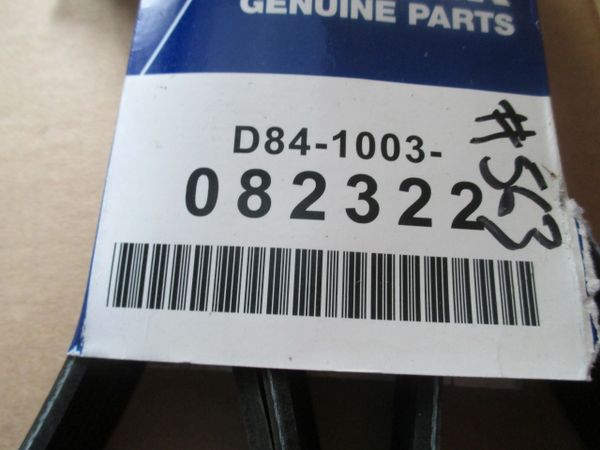 GENUINE PARTS
D84-1003-
082322
#563